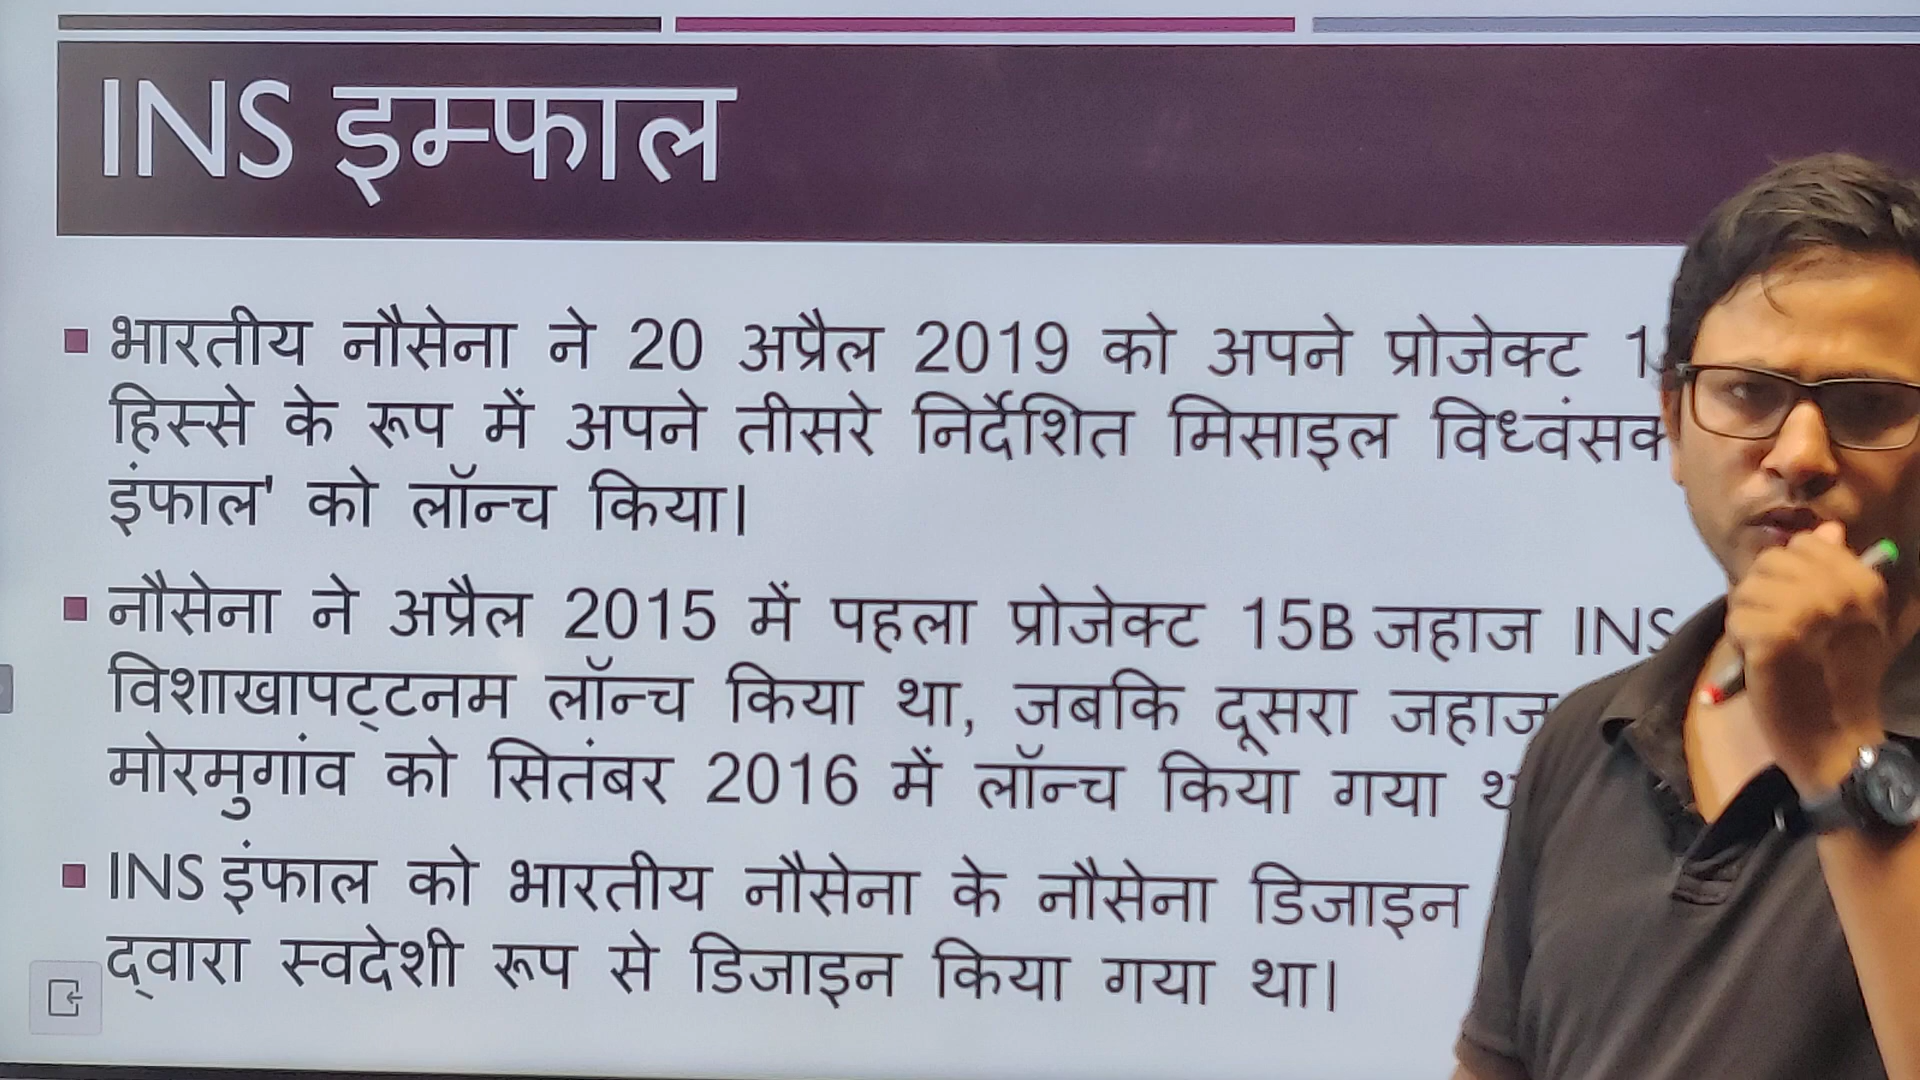 INS इम्फाल
भारतीय नौसेना ने 20 अप्रैल 2019 को अपने प्रोजेक्ट
हिस्से के रूप में अपने तीसरे निर्देशित मिसाइल विध्वंसक
इंफाल' को लॉन्च किया।
नौसेना ने अप्रैल 2015 में पहला प्रोजेक्ट 15B जहाज INS
विशाखापट्टनम लॉन्च किया था, जबकि दूसरा जहाज
मोरमुगांव को सितंबर 2016 में लॉन्च किया गया
INS इंफाल को भारतीय नौसेना के नौसेना डिजाइन
द्वारा स्वदेशी रूप से डिजाइन किया गया था।